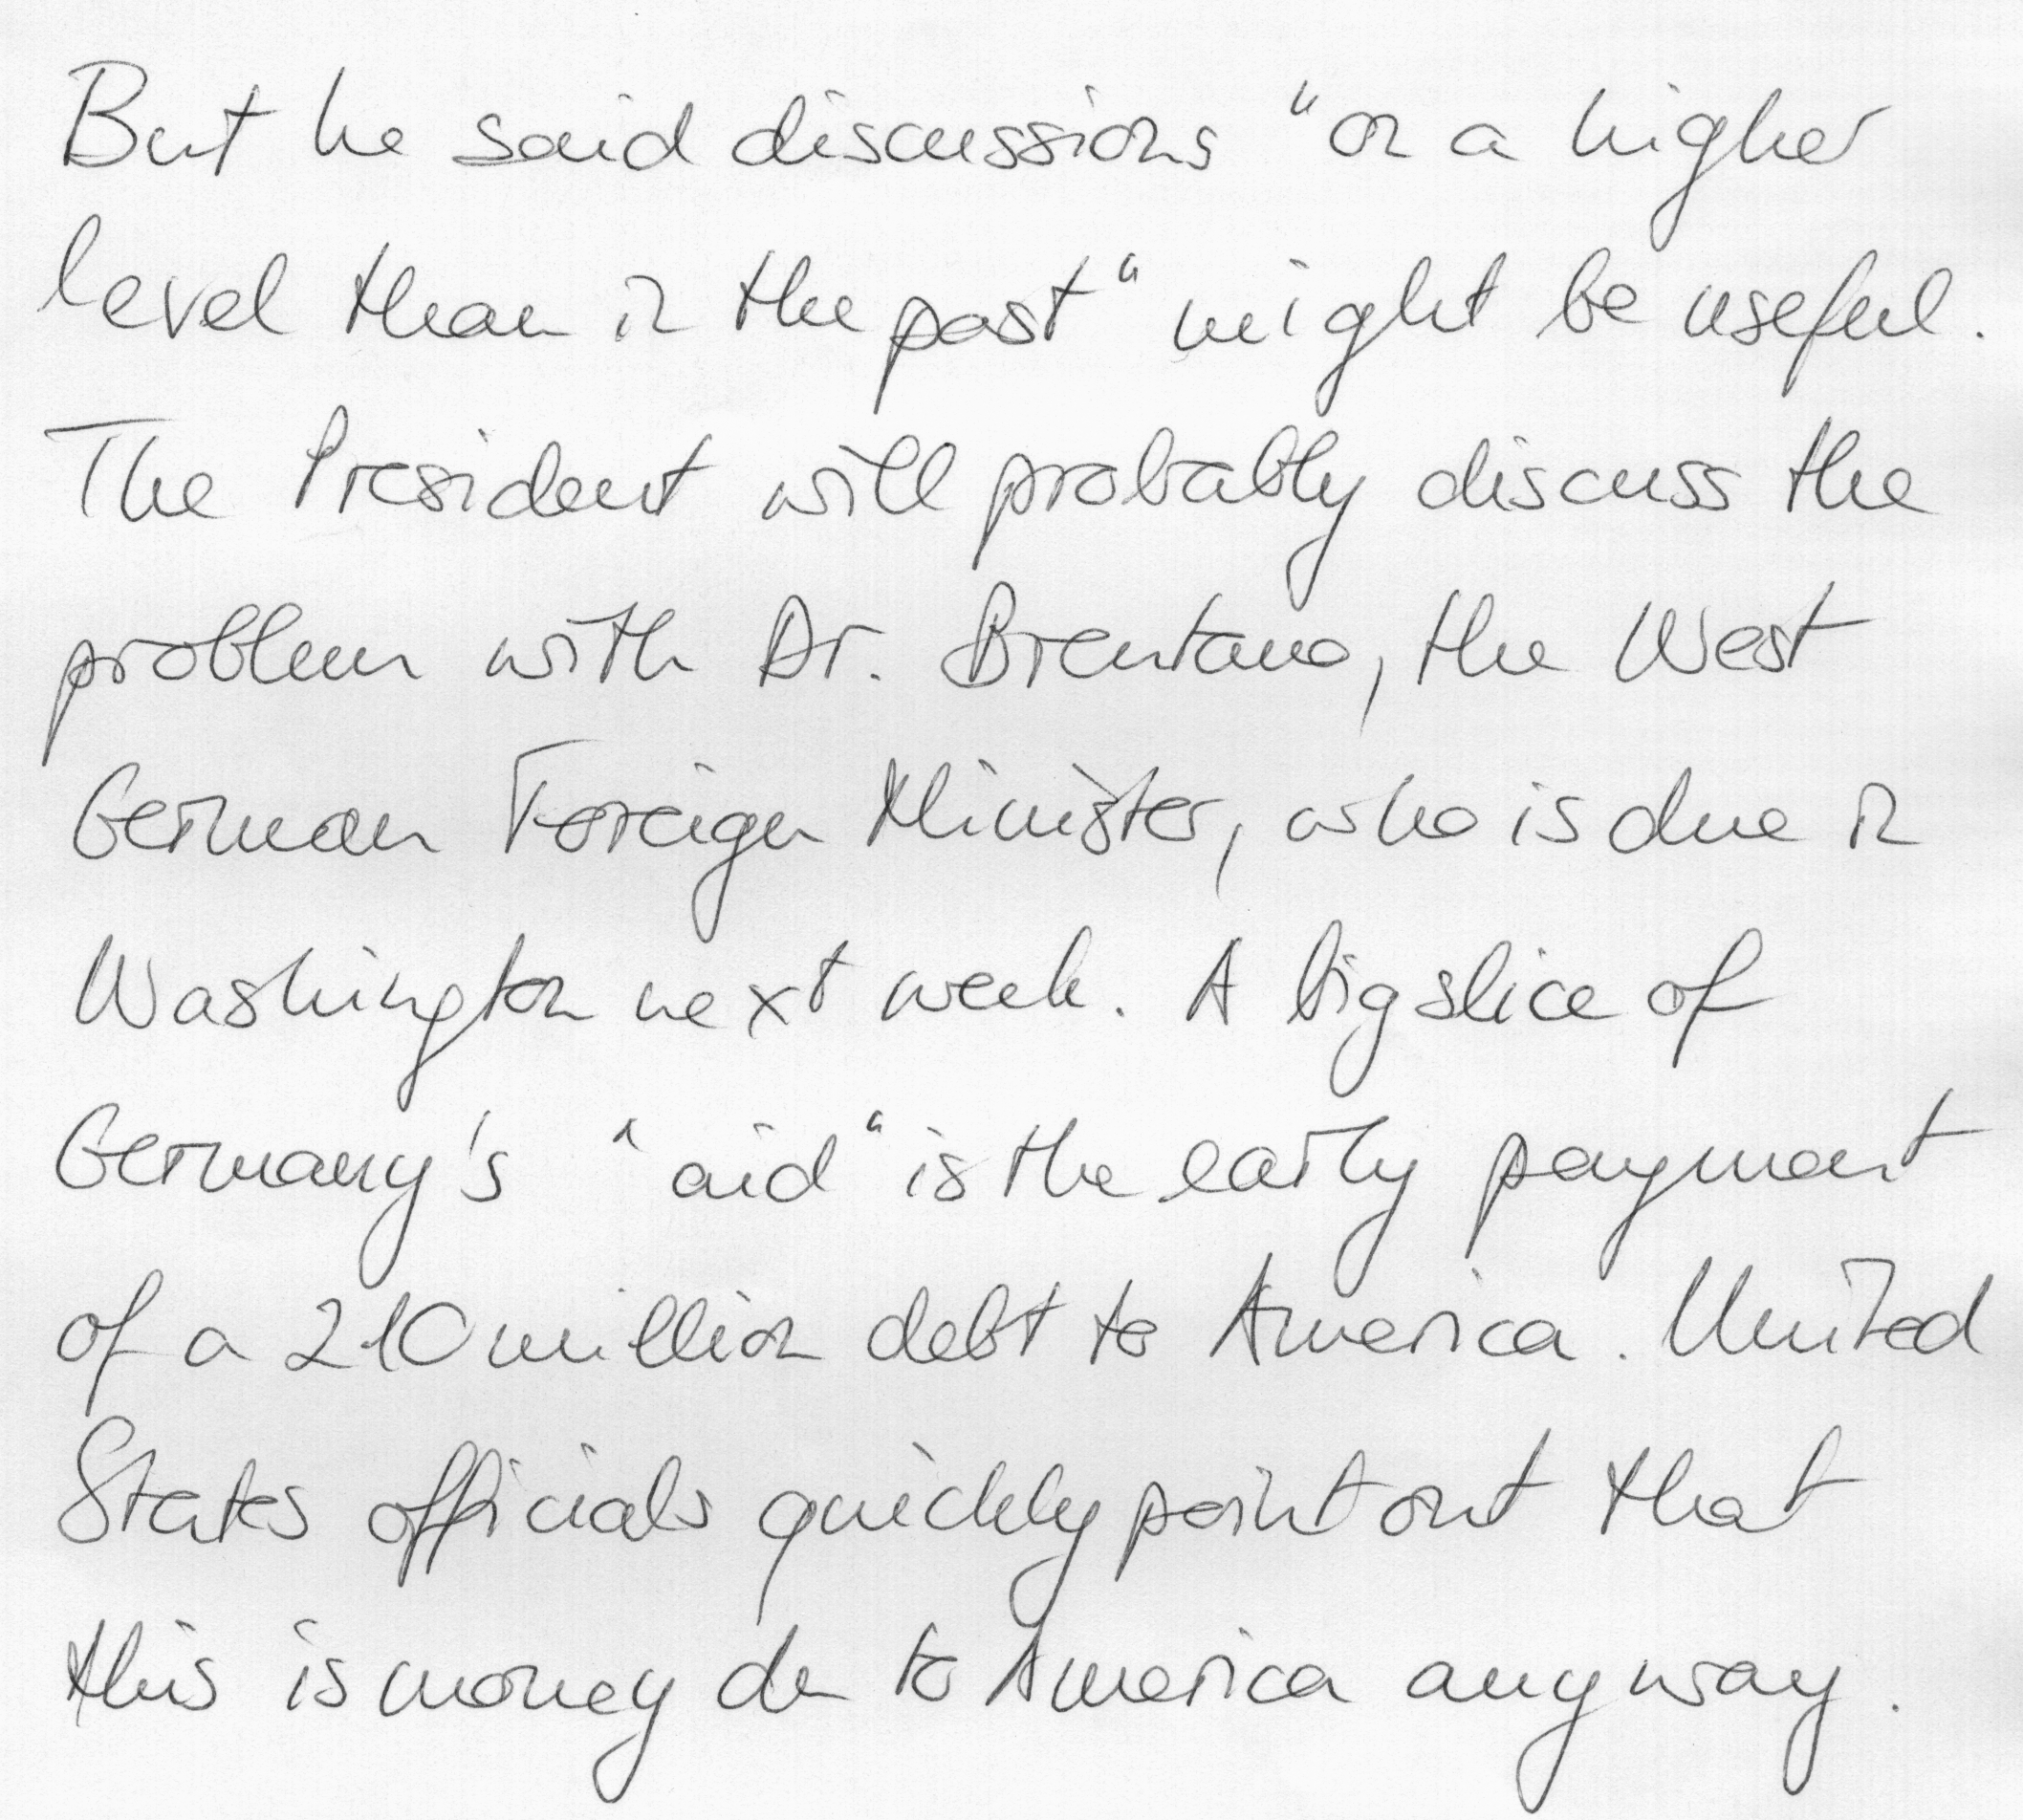 But he said discussions "on a higher
level than in the past" might be useful.
The President will probably discuss the
problem with Dr. Brentano, the West
German Foreign Minister, who is due in
Washington next week. A big slice of
Germany's "aid" is the early payment
of a 210 million debt to America. United
States officials quickly point out that
this is money du to America anyway.